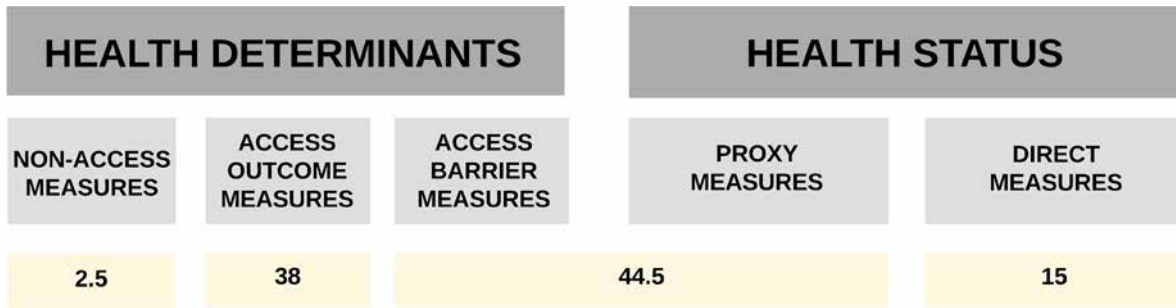 HEALTH DETERMINANTS
HEALTH STATUS
NON-ACCESS
MEASURES
ACCESS
OUTCOME
MEASURES
ACCESS
BARRIER
MEASURES
PROXY
MEASURES
DIRECT
MEASURES
2.5
38
44.5
15